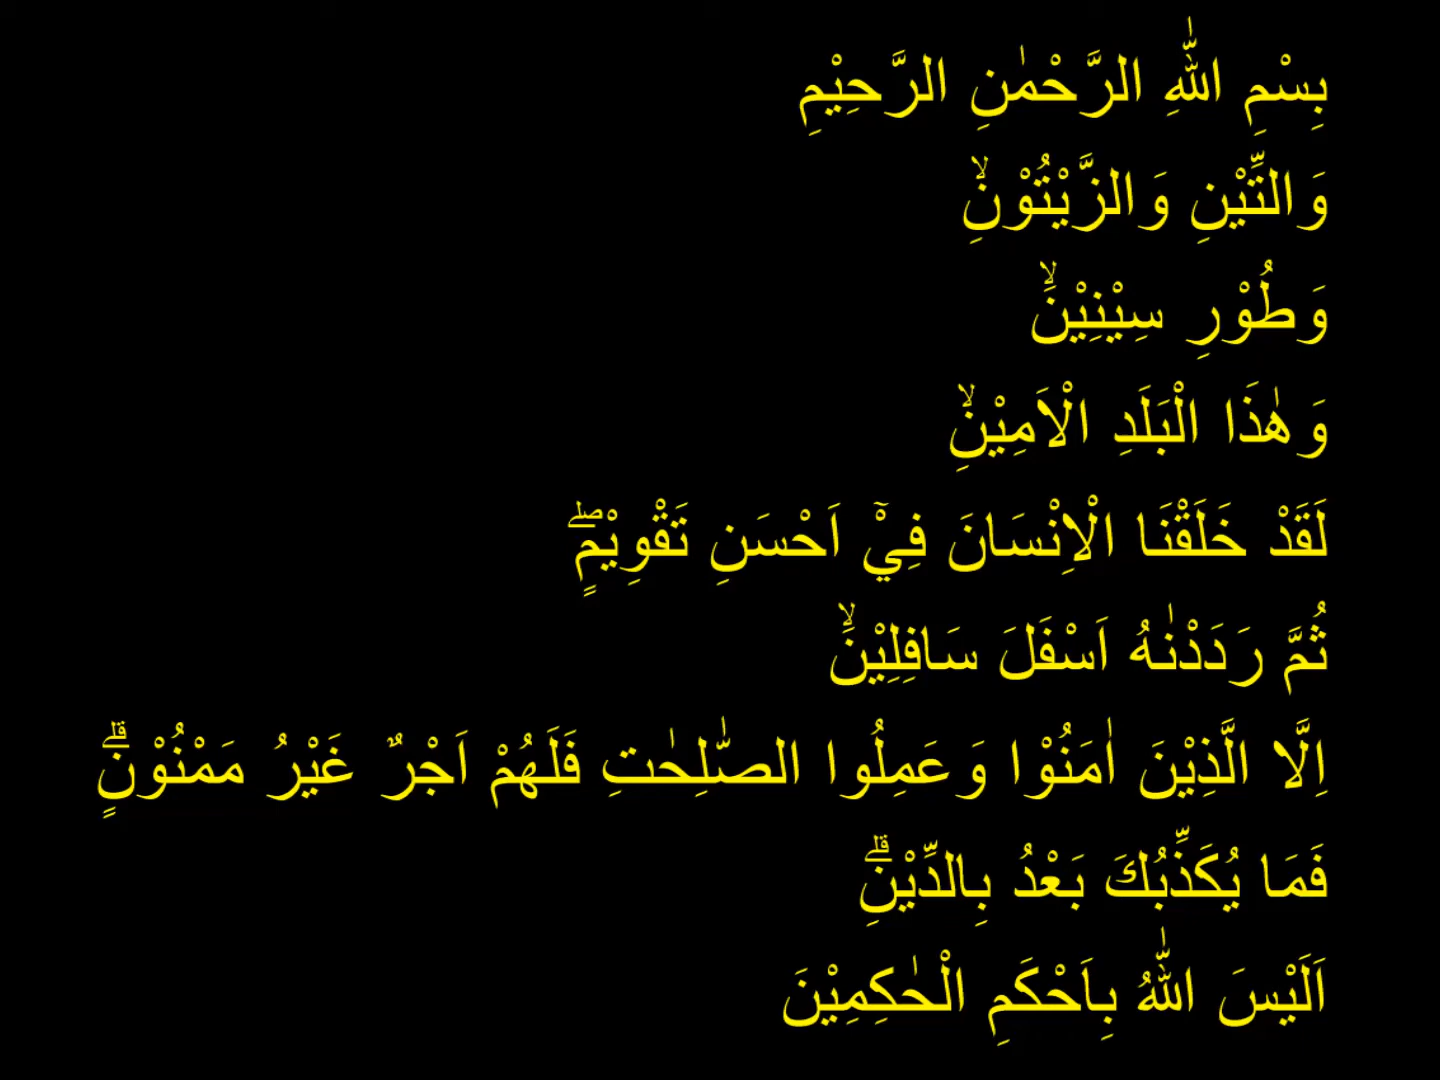 بِسْمِ اللّٰهِ الرَّحْمٰنِ الرَّحِيْمِ
وَالتِّيْنِ وَالزَّيْتُوْنِۙ
وَطُوْرِ سِيْنِيْنَۙ
وَهٰذَا الْبَلَدِ الْاَمِيْنِۙ
لَقَدْ خَلَقْنَا الْاِنْسَانَ فِيْٓ اَحْسَنِ تَقْوِيْمٍۖ
ثُمَّ رَدَدْنٰهُ اَسْفَلَ سَافِلِيْنَۙ
اِلَّا الَّذِيْنَ اٰمَنُوْا وَعَمِلُوا الصّٰلِحٰتِ فَلَهُمْ اَجْرٌ غَيْرُ مَمْنُوْنٍۗ
فَمَا يُكَذِّبُكَ بَعْدُ بِالدِّيْنِۗ
اَلَيْسَ اللّٰهُ بِاَحْكَمِ الْحٰكِمِيْنَ